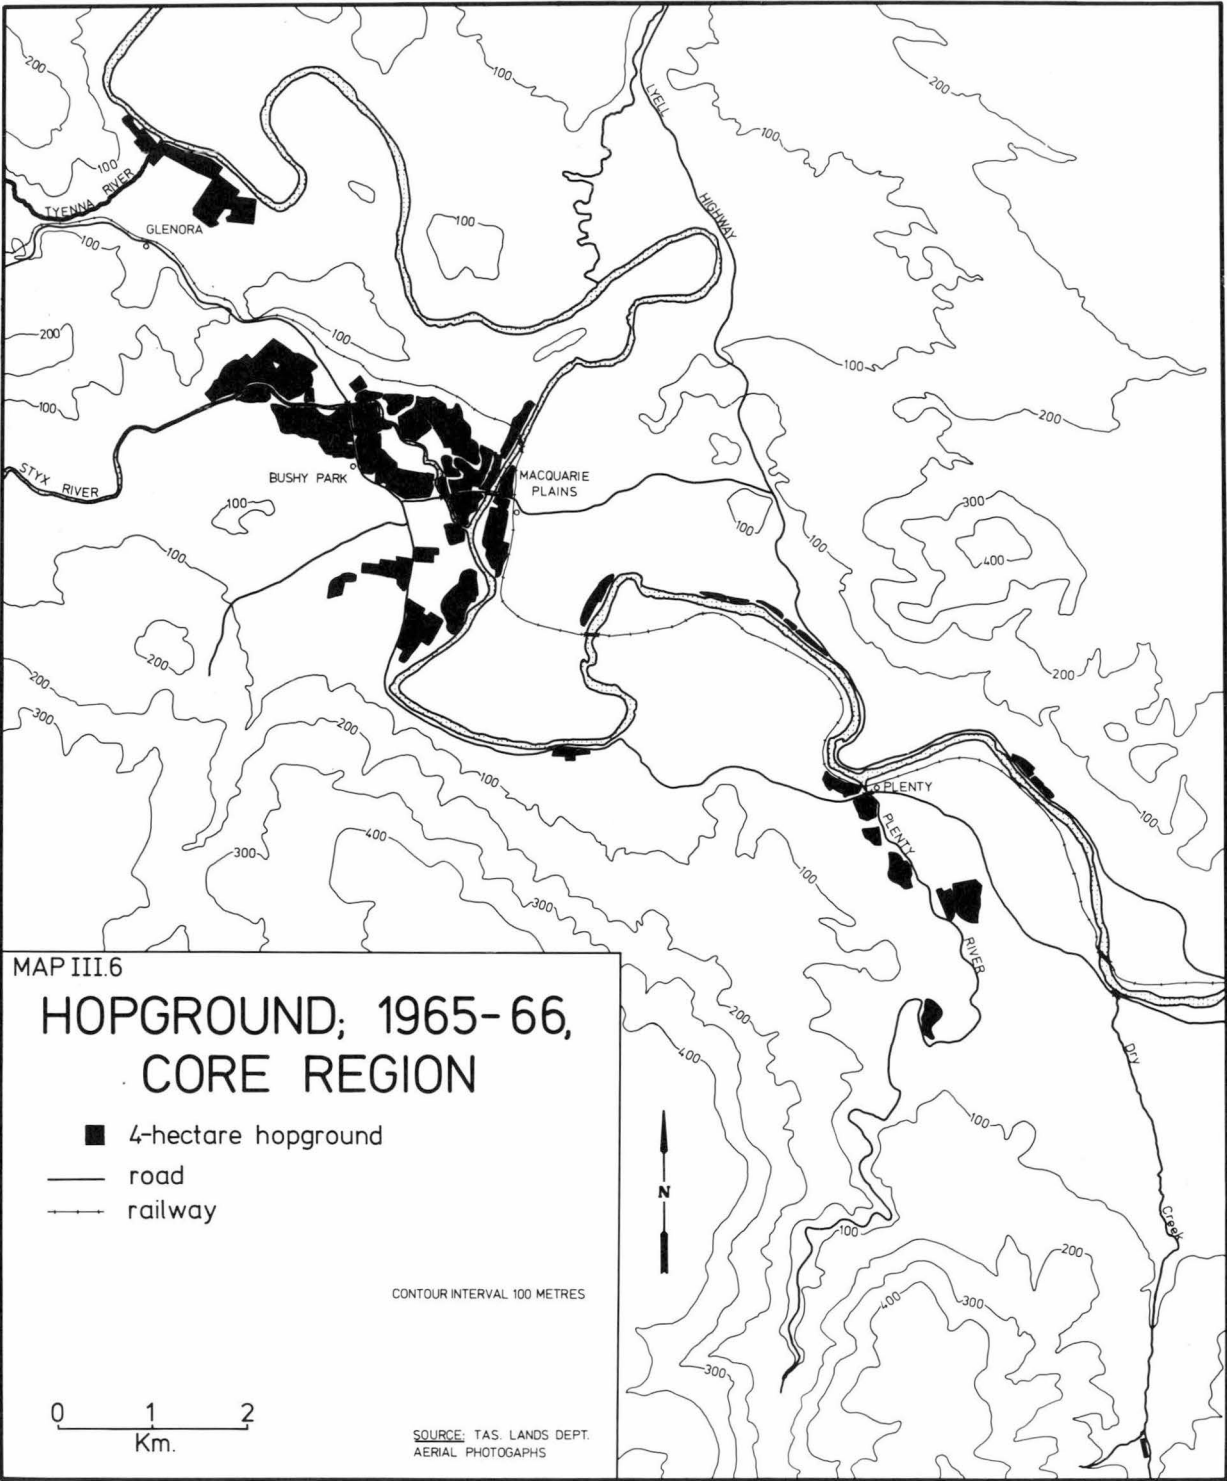 200
100
200
LYELL
100
100
TYENNA RIVER
HIGHWAY
GLENORA
100
100
200
100
100
100
200
BUSHY PARK
MACQUARIE
PLAINS
STYX RIVER
100
300
100
100
100
400
200
200
200
300
200
100
PLENTY
100
PLENTY
400
300
100
300
RIVER
MAP III.6
HOPGROUND; 1965-66,
CORE REGION
4-hectare hopground
road
railway
CONTOUR INTERVAL 100 METRES
0 1 2
Km.
SOURCE: TAS. LANDS DEPT.
AERIAL PHOTOGAPHS
200
400
Dry
100
N
Creek
100
200
400
300
300